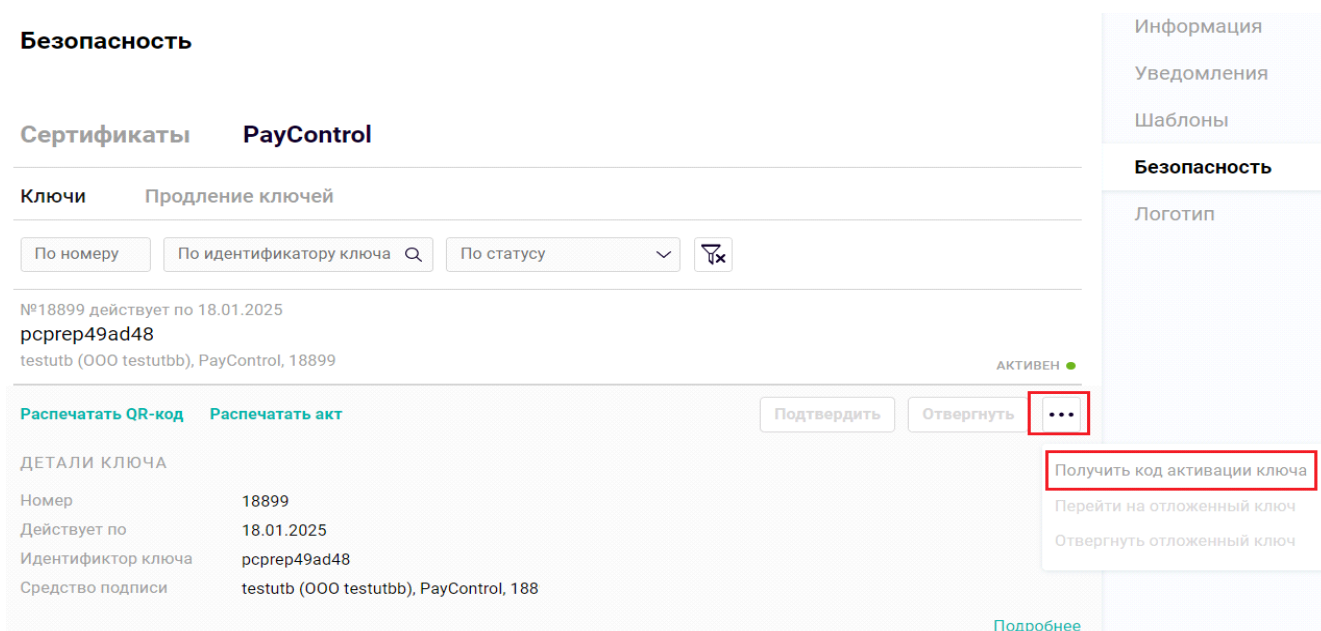 Безопасность
Сертификаты PayControl
Ключи Продление ключей
По номеру По идентификатору ключа По статусу
№18899 действует по 18.01.2025
pcprep49ad48
testutb (ООО testutbb), PayControl, 18899
АКТИВЕН
Распечатать QR-код Распечатать акт Подтвердить Отвергнуть
ДЕТАЛИ КЛЮЧА
Номер 18899
Действует по 18.01.2025
Идентификтор ключа pcprep49ad48
Средство подписи testutb (ООО testutbb), PayControl, 188
Подробнее
Получить код активации ключа
Перейти на отложенный ключ
Отвергнуть отложенный ключ
Информация
Уведомления
Шаблоны
Безопасность
Логотип